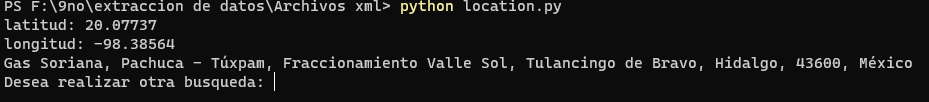 PS F:\9no\extraccion de datos\Archivos xml> python location.py
latitud: 20.07737
longitud: -98.38564
Gas Soriana, Pachuca - Túxpam, Fraccionamiento Valle Sol, Tulancingo de Bravo, Hidalgo, 43600, México
Desea realizar otra busqueda: